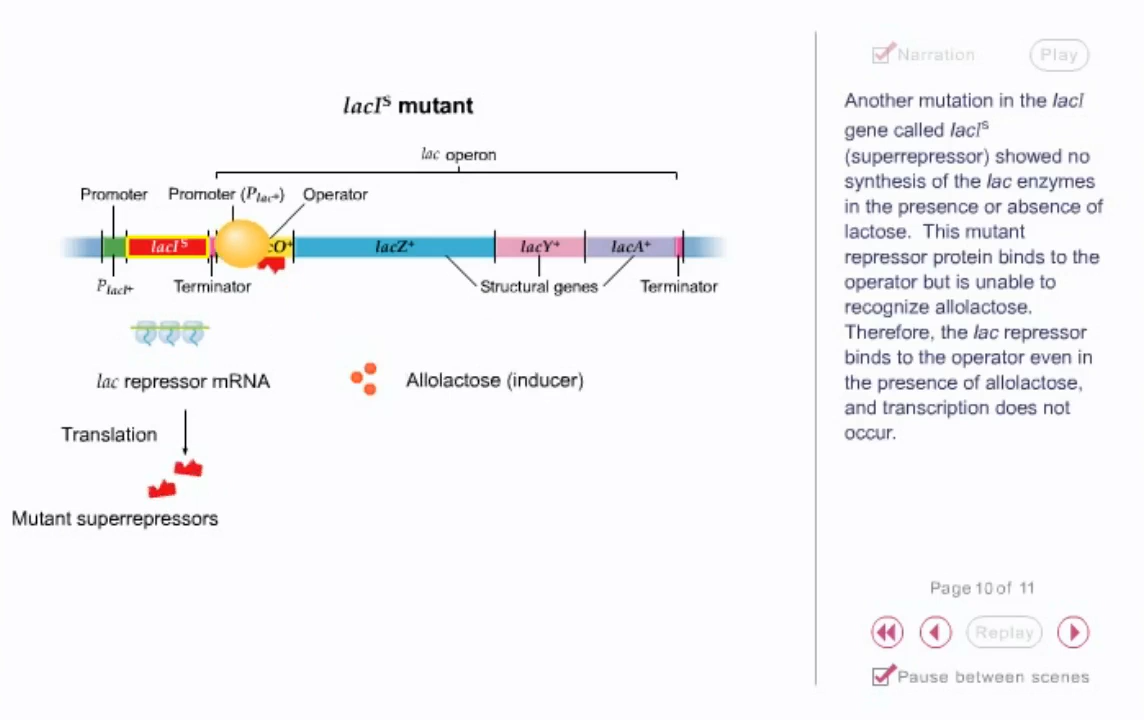 lacIˢ mutant
lac operon
Promoter Promoter (Plac+) Operator
lacIˢ cO⁺ lacZ⁺ lacY⁺ lacA⁺
PlacI+ Terminator Structural genes Terminator
lac repressor mRNA
Allolactose (inducer)
Translation
Mutant superrepressors
Narration Play
Another mutation in the lacI
gene called lacIˢ
(superrepressor) showed no
synthesis of the lac enzymes
in the presence or absence of
lactose. This mutant
repressor protein binds to the
operator but is unable to
recognize allolactose.
Therefore, the lac repressor
binds to the operator even in
the presence of allolactose,
and transcription does not
occur.
Page 10 of 11
Replay
Pause between scenes